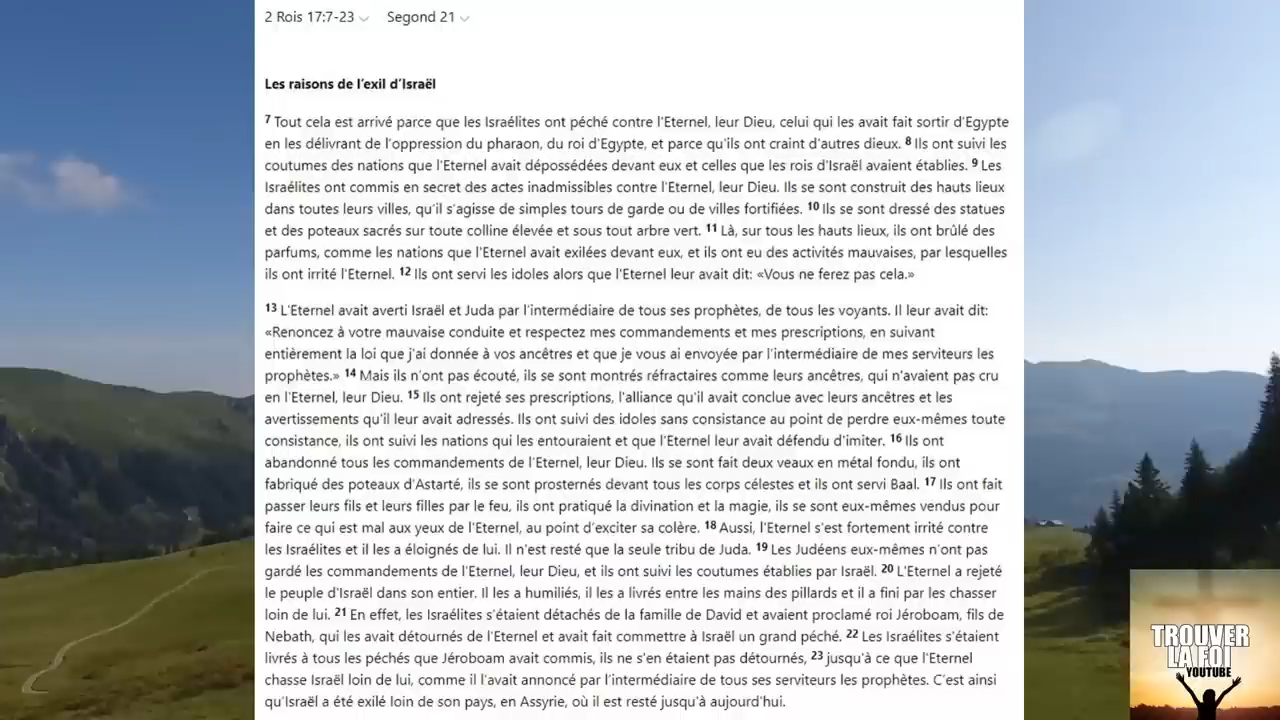 2 Rois 17:7-23 Segond 21
Les raisons de l'exil d'Israël
7 Tout cela est arrivé parce que les Israélites ont péché contre l'Eternel, leur Dieu, celui qui les avait fait sortir d'Egypte
en les délivrant de l'oppression du pharaon, du roi d'Egypte, et parce qu'ils ont craint d'autres dieux. 8 Ils ont suivi les
coutumes des nations que l'Eternel avait dépossédées devant eux et celles que les rois d'Israël avaient établies. 9 Les
Israélites ont commis en secret des actes inadmissibles contre l'Eternel, leur Dieu. Ils se sont construit des hauts lieux
dans toutes leurs villes, qu'il s'agisse de simples tours de garde ou de villes fortifiées. 10 Ils se sont dressé des statues
et des poteaux sacrés sur toute colline élevée et sous tout arbre vert. 11 Là, sur tous les hauts lieux, ils ont brûlé des
parfums, comme les nations que l'Eternel avait exilées devant eux, et ils ont eu des activités mauvaises, par lesquelles
ils ont irrité l'Eternel. 12 Ils ont servi les idoles alors que l'Eternel leur avait dit: «Vous ne ferez pas cela.»
13 L'Eternel avait averti Israël et Juda par l'intermédiaire de tous ses prophètes, de tous les voyants. Il leur avait dit:
«Renoncez à votre mauvaise conduite et respectez mes commandements et mes prescriptions, en suivant
entièrement la loi que j'ai donnée à vos ancêtres et que je vous ai envoyée par l'intermédiaire de mes serviteurs les
prophètes.» 14 Mais ils n'ont pas écouté, ils se sont montrés réfractaires comme leurs ancêtres, qui n'avaient pas cru
en l'Eternel, leur Dieu. 15 Ils ont rejeté ses prescriptions, l'alliance qu'il avait conclue avec leurs ancêtres et les
avertissements qu'il leur avait adressés. Ils ont suivi des idoles sans consistance au point de perdre eux-mêmes toute
consistance, ils ont suivi les nations qui les entouraient et que l'Eternel leur avait défendu d'imiter. 16 Ils ont
abandonné tous les commandements de l'Eternel, leur Dieu. Ils se sont fait deux veaux en métal fondu, ils ont
fabriqué des poteaux d'Astarté, ils se sont prosternés devant tous les corps célestes et ils ont servi Baal. 17 Ils ont fait
passer leurs fils et leurs filles par le feu, ils ont pratiqué la divination et la magie, ils se sont eux-mêmes vendus pour
faire ce qui est mal aux yeux de l'Eternel, au point d'exciter sa colère. 18 Aussi, l'Eternel s'est fortement irrité contre
les Israélites et il les a éloignés de lui. Il n'est resté que la seule tribu de Juda. 19 Les Judéens eux-mêmes n'ont pas
gardé les commandements de l'Eternel, leur Dieu, et ils ont suivi les coutumes établies par Israël. 20 L'Eternel a rejeté
le peuple d'Israël dans son entier. Il les a humiliés, il les a livrés entre les mains des pillards et il a fini par les chasser
loin de lui. 21 En effet, les Israélites s'étaient détachés de la famille de David et avaient proclamé roi Jéroboam, fils de
Nebath, qui les avait détournés de l'Eternel et avait fait commettre à Israël un grand péché. 22 Les Israélites s'étaient
livrés à tous les péchés que Jéroboam avait commis, ils ne s'en étaient pas détournés, 23 jusqu'à ce que l'Eternel
chasse Israël loin de lui, comme il l'avait annoncé par l'intermédiaire de tous ses serviteurs les prophètes. C'est ainsi
qu'Israël a été exilé loin de son pays, en Assyrie, où il est resté jusqu'à aujourd'hui.
TROUVER
LA FOI
YOUTUBE